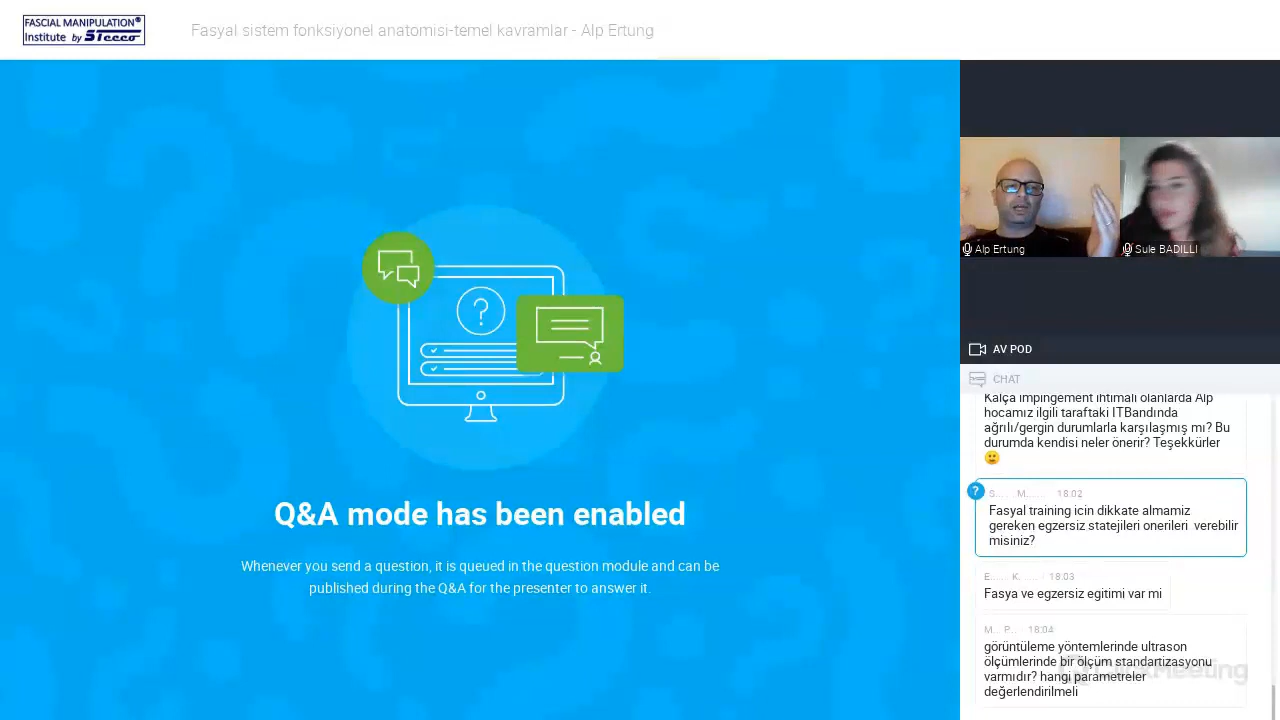 FASCIAL MANIPULATION®
Institute by Stecco
Fasyal sistem fonksiyonel anatomisi-temel kavramlar - Alp Ertung
?
Q&A mode has been enabled
Whenever you send a question, it is queued in the question module and can be
published during the Q&A for the presenter to answer it.
Alp Ertung
Sule BADILLI
AV POD
CHAT
Kalça impingement ihtimali olanlarda Alp
hocamız ilgili taraftaki ITBandında
ağrılı/gergin durumlarla karşılaşmış mı? Bu
durumda kendisi neler önerir? Teşekkürler
?
S... ...M...... 18:02
Fasyal training icin dikkate almamiz
gereken egzersiz statejileri onerileri verebilir
misiniz?
E..... K. .... 18:03
Fasya ve egzersiz egitimi var mi
M... P... 18:04
görüntüleme yöntemlerinde ultrason
ölçümlerinde bir ölçüm standartizasyonu
varmıdır? hangi parametreler
değerlendirilmeli
ClickMeeting